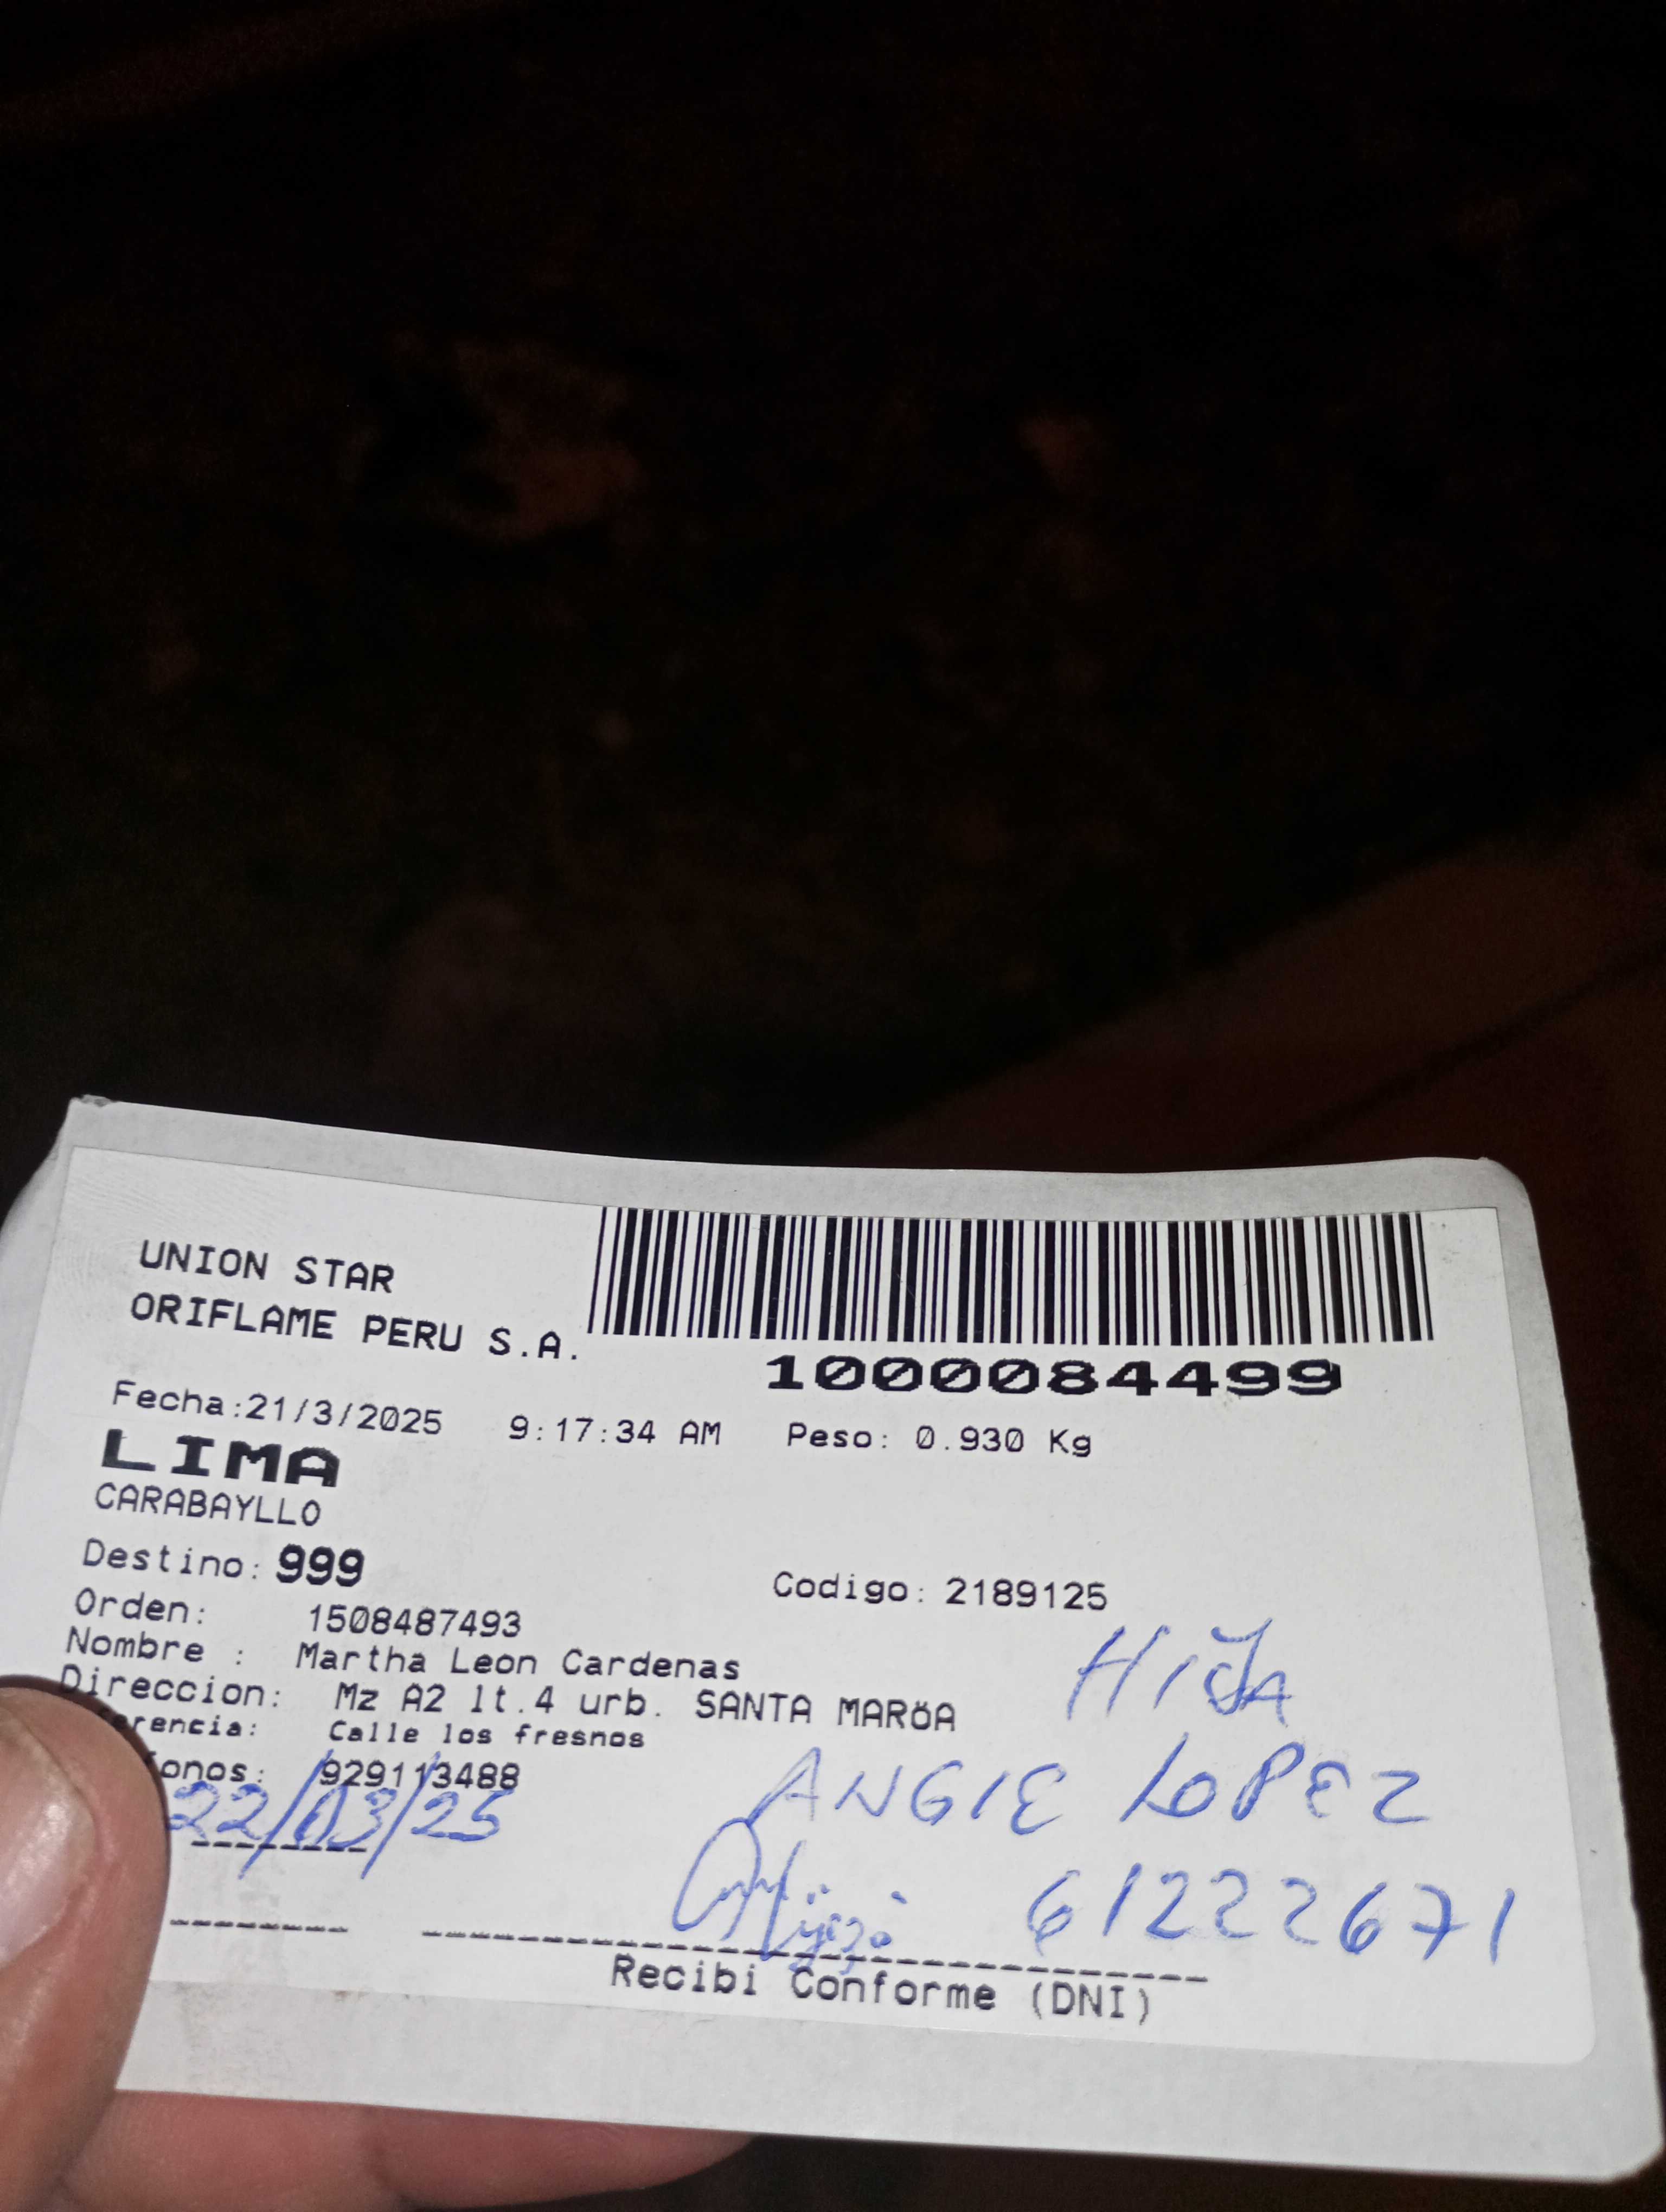 UNION STAR
ORIFLAME PERU S.A.
1000084499
Fecha:21/3/2025 9:17:34 AM Peso: 0.930 Kg
LIMA
CARABAYLLO
Destino: 999 Codigo: 2189125
Orden: 1508487493
Nombre : Martha Leon Cardenas
Direccion: Mz A2 lt.4 urb. SANTA MARÖA
erencia: Calle los fresnos
onos: 929113488
HIJA
ANGIE LOPEZ
22/03/25
61222671
Recibi Conforme (DNI)